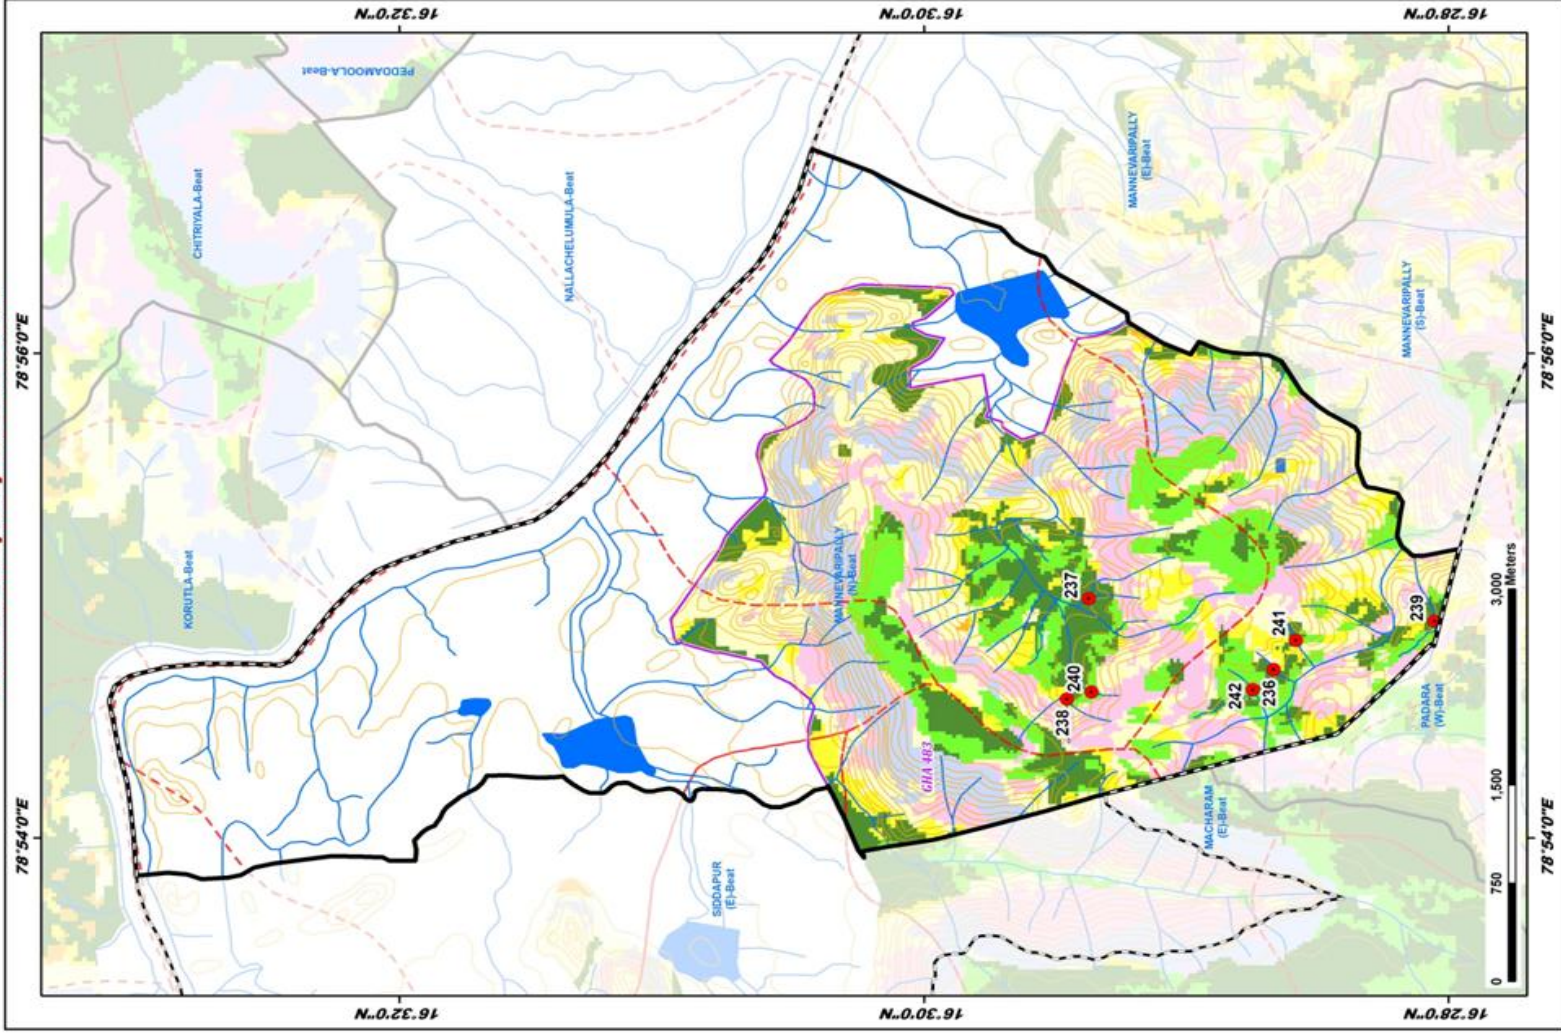 78°54'0"E
78°56'0"E
16°32'0"N
16°32'0"N
16°30'0"N
16°30'0"N
16°28'0"N
16°28'0"N
78°54'0"E
78°56'0"E
KORUTLA-Beat
CHITRIYALA-Beat
PEDDAMOOLA-Beat
NALLACHELUMULA-Beat
SIDDAPUR
(E)-Beat
MANNEVARIPALLY
(N)-Beat
GHA 483
MANNEVARIPALLY
(E)-Beat
MACHARAM
(E)-Beat
MANNEVARIPALLY
(S)-Beat
PADARA
(W)-Beat
237
238
240
242
236
241
239
0
750
1,500
3,000
Meters